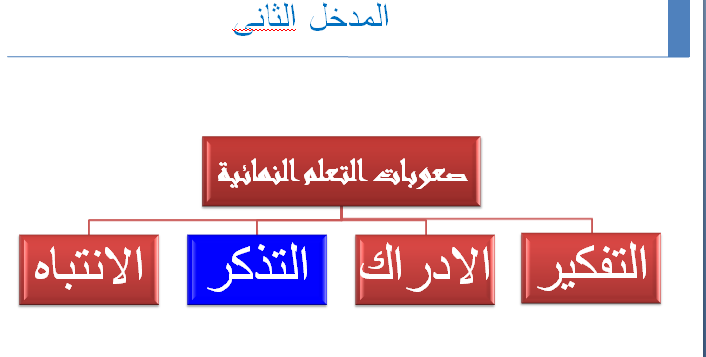 المدخل الثانى
صعوبات التعلم النمائية
التفكير
الادراك
التذكر
الانتباه